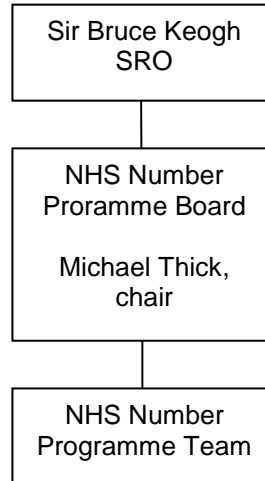 Sir Bruce Keogh
SRO
NHS Number
Proramme Board
Michael Thick,
chair
NHS Number
Programme Team